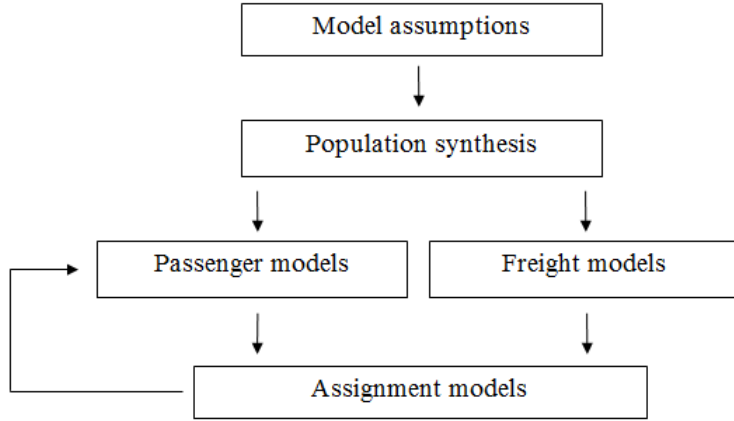 Model assumptions
Population synthesis
Passenger models
Freight models
Assignment models